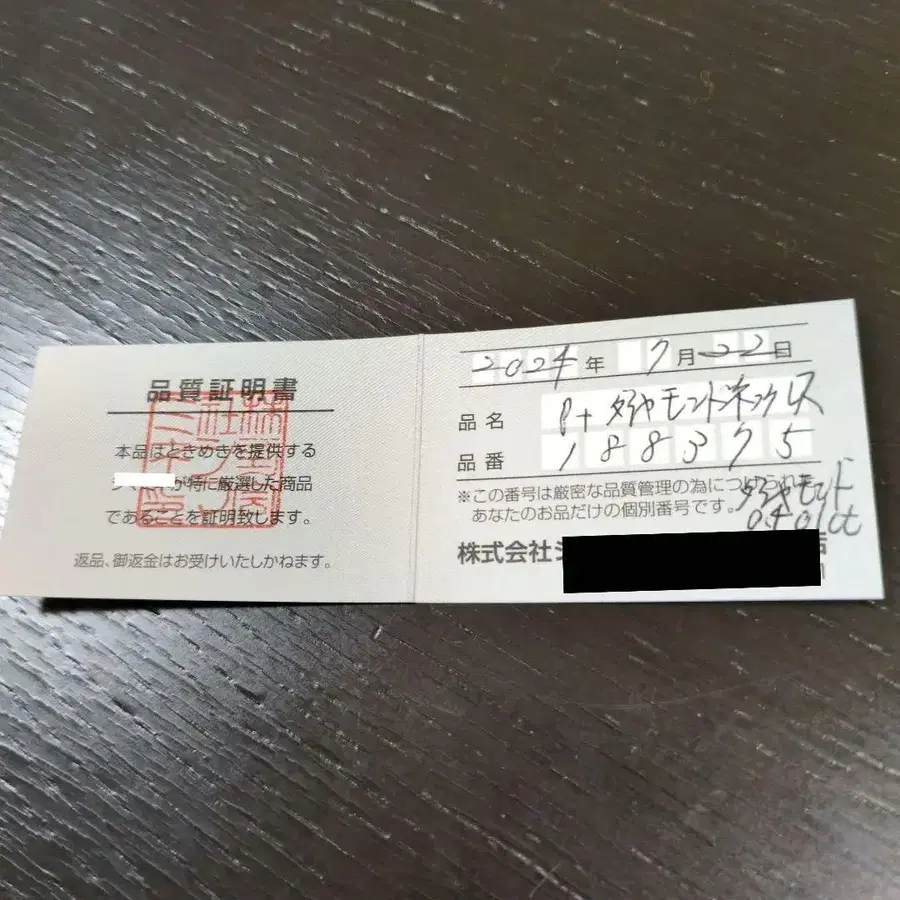 品質証明書
本品はときめきを提供する
が特に厳選した商品
であることを証明致します。
返品、御返金はお受けいたしかねます。
2024年 7月22日
品名 Pt ダイヤモンドネックレス
品番 188375
※この番号は厳密な品質管理の為につけられた
あなたのお品だけの個別番号です。
ダイヤモンド
株式会社